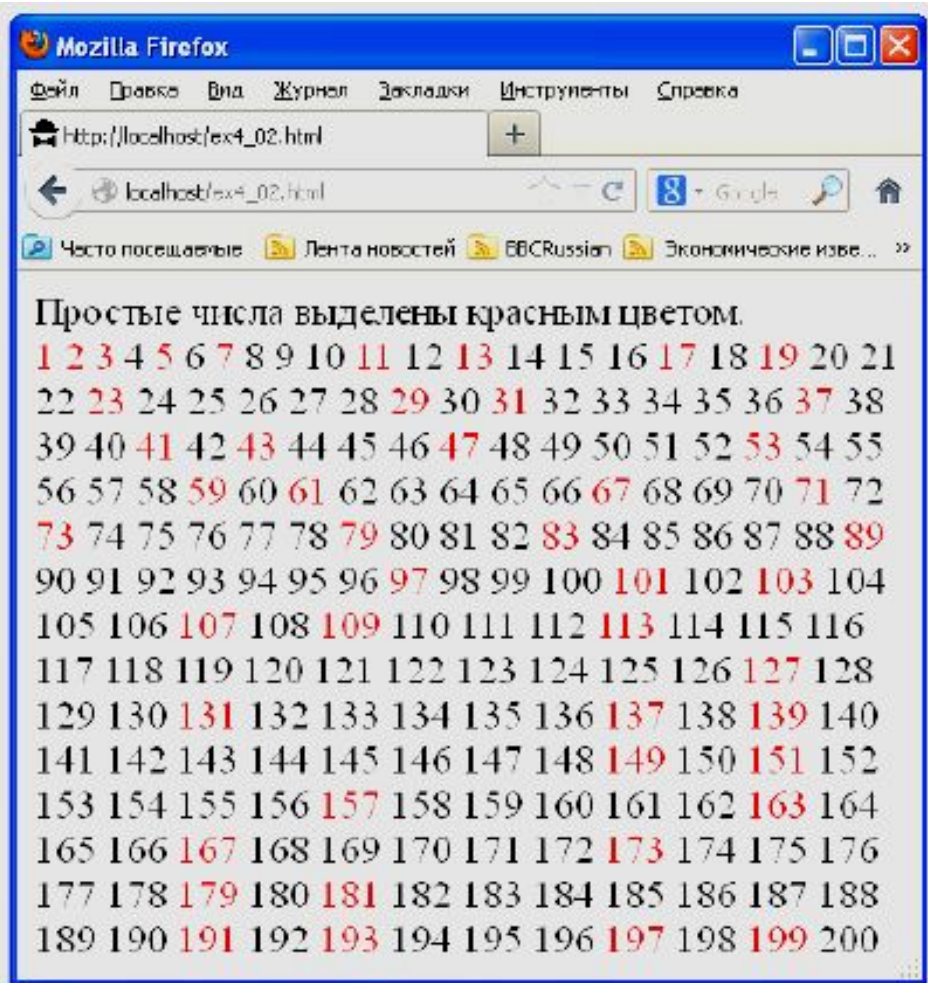 Mozilla Firefox
Файл Правка Вид Журнал Закладки Инструменты Справка
http://localhost/ex4_02.html +
localhost/ex4_02.html Google
Часто посещаемые Лента новостей BBCRussian Экономические изве... »
Простые числа выделены красным цветом.
1 2 3 4 5 6 7 8 9 10 11 12 13 14 15 16 17 18 19 20 21
22 23 24 25 26 27 28 29 30 31 32 33 34 35 36 37 38
39 40 41 42 43 44 45 46 47 48 49 50 51 52 53 54 55
56 57 58 59 60 61 62 63 64 65 66 67 68 69 70 71 72
73 74 75 76 77 78 79 80 81 82 83 84 85 86 87 88 89
90 91 92 93 94 95 96 97 98 99 100 101 102 103 104
105 106 107 108 109 110 111 112 113 114 115 116
117 118 119 120 121 122 123 124 125 126 127 128
129 130 131 132 133 134 135 136 137 138 139 140
141 142 143 144 145 146 147 148 149 150 151 152
153 154 155 156 157 158 159 160 161 162 163 164
165 166 167 168 169 170 171 172 173 174 175 176
177 178 179 180 181 182 183 184 185 186 187 188
189 190 191 192 193 194 195 196 197 198 199 200